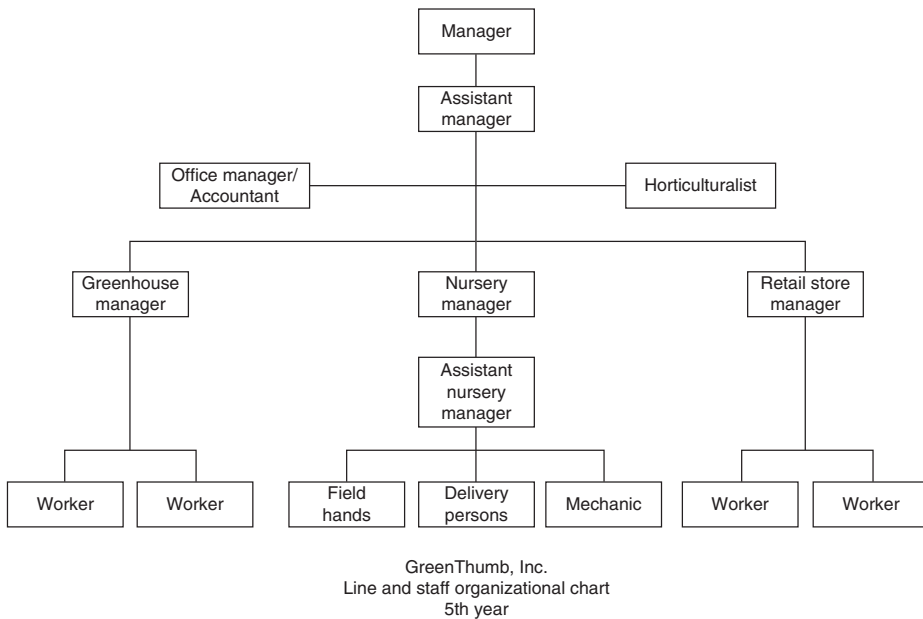 Manager
Assistant
manager
Office manager/
Accountant
Horticulturalist
Greenhouse
manager
Nursery
manager
Retail store
manager
Assistant
nursery
manager
Worker
Worker
Field
hands
Delivery
persons
Mechanic
Worker
Worker
GreenThumb, Inc.
Line and staff organizational chart
5th year